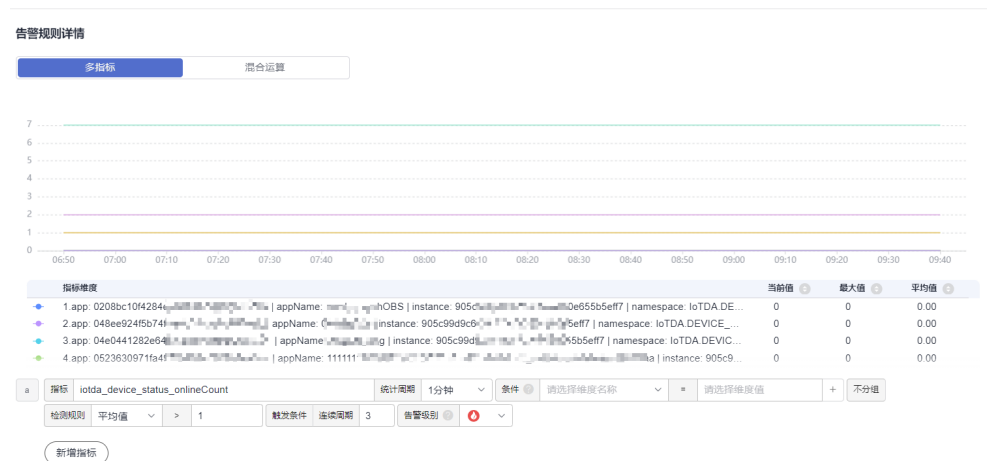 告警规则详情
多指标 混合运算
7
6
5
4
3
2
1
0
06:50 07:00 07:10 07:20 07:30 07:40 07:50 08:00 08:10 08:20 08:30 08:40 08:50 09:00 09:10 09:20 09:30 09:40
指标维度 当前值 最大值 平均值
1.app: 0208bc10f4284 | appName: hOBS | instance: 905c 0e655b5eff7 | namespace: IoTDA.DE... 0 0 0.00
2.app: 048ee924f5b74f appName: instance: 905c99d9c6 5eff7 | namespace: IoTDA.DEVICE_... 0 0 0.00
3.app: 04e0441282e64 | appName: g | instance: 905c99d 5b5eff7 | namespace: IoTDA.DEVIC... 0 0 0.00
4.app: 0523630971fa4 | appName: 111111 a | instance: 905c9... 0 0 0.00
a 指标 iotda_device_status_onlineCount 统计周期 1分钟 条件 ? 请选择维度名称 = 请选择维度值 + 不分组
检测规则 平均值 > 1 触发条件 连续周期 3 告警级别 ?
新增指标